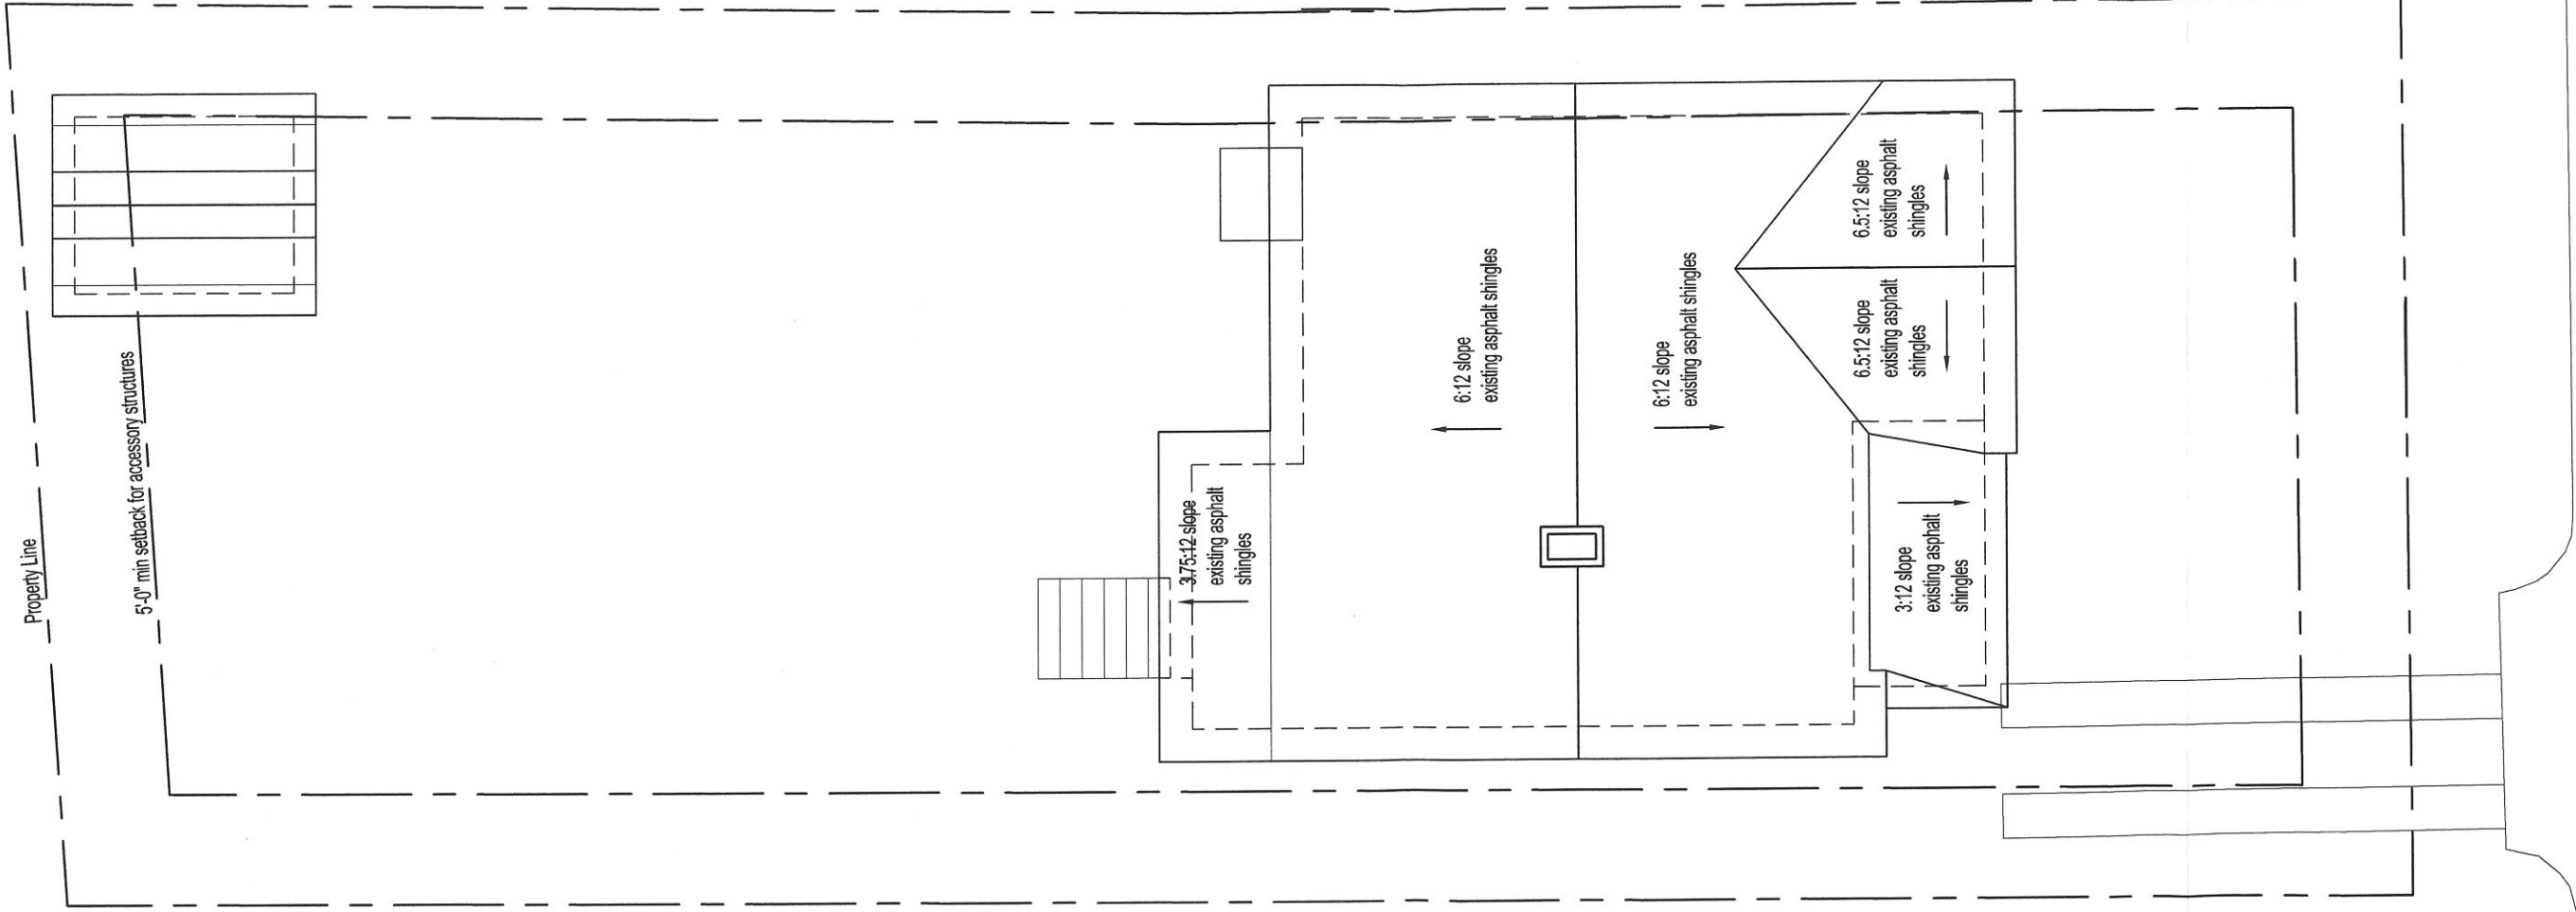 Property Line
5'-0" min setback for accessory structures
3.75:12 slope
existing asphalt
shingles
6:12 slope
existing asphalt shingles
6:12 slope
existing asphalt shingles
6.5:12 slope
existing asphalt
shingles
6.5:12 slope
existing asphalt
shingles
3:12 slope
existing asphalt
shingles